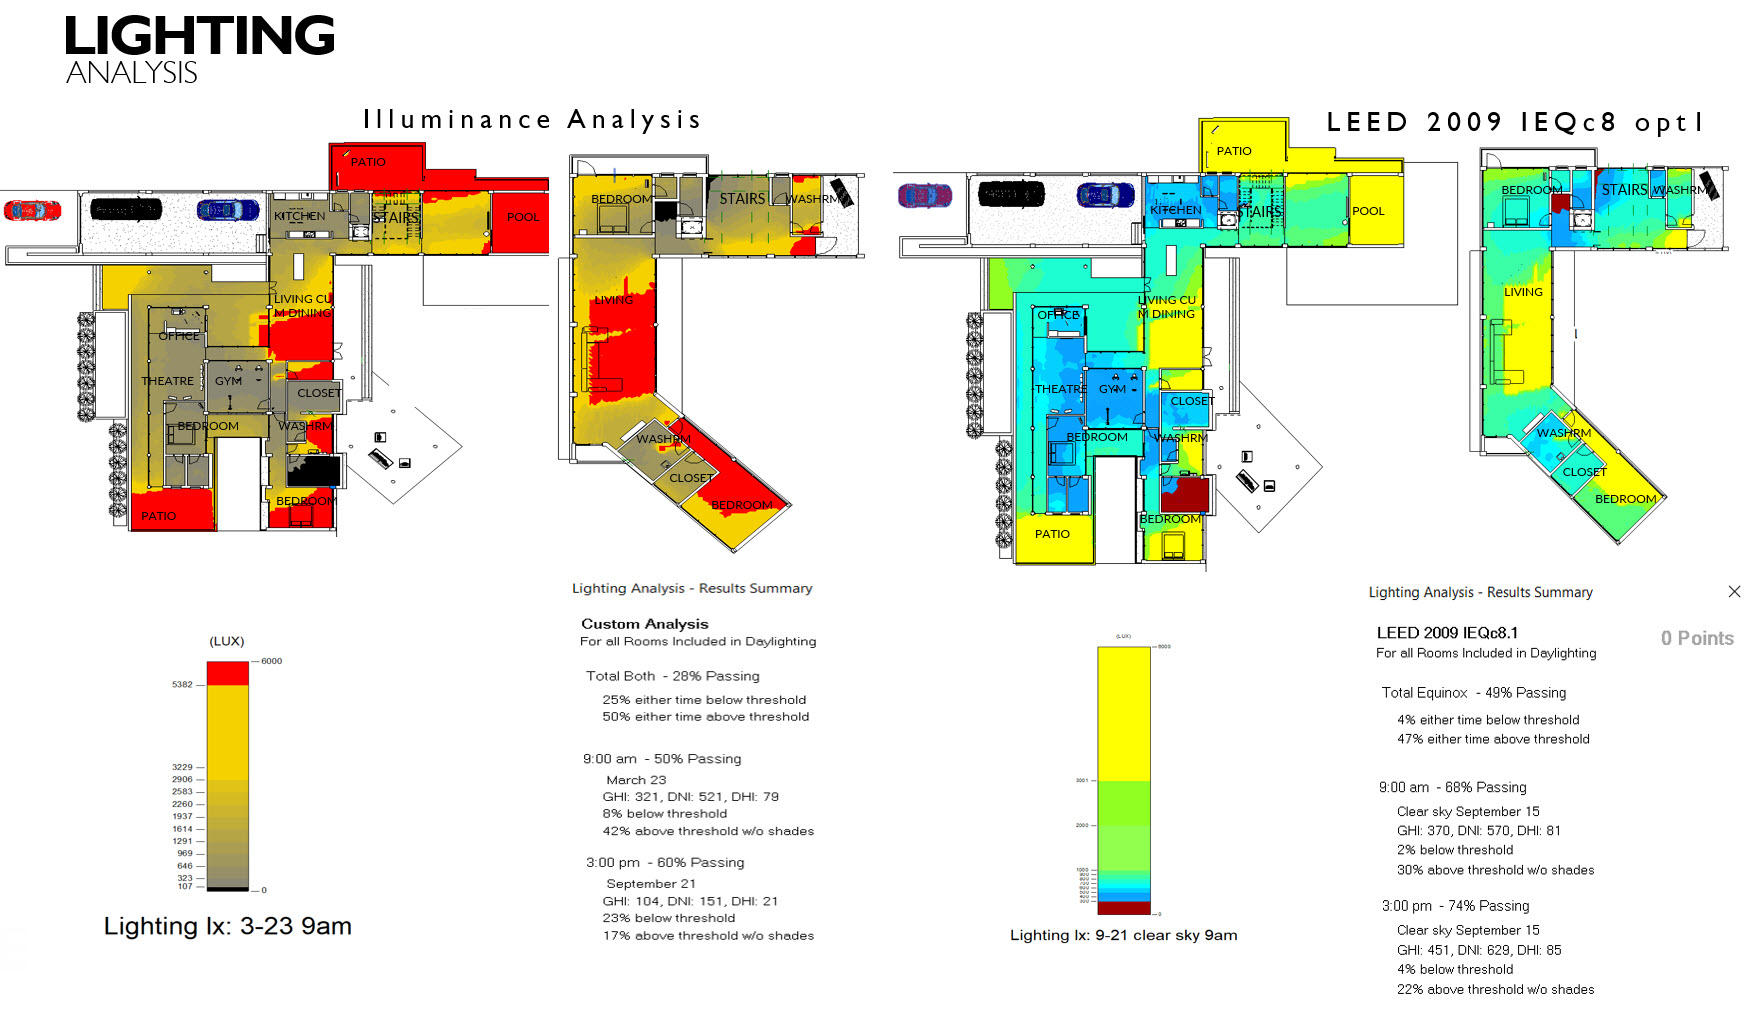 LIGHTING
ANALYSIS
Illuminance Analysis
PATIO
KITCHEN
STAIRS
POOL
LIVING CU
M DINING
OFFICE
THEATRE
GYM
CLOSET
BEDROOM
WASHRM
BEDROOM
PATIO
BEDROOM
STAIRS
WASHRM
LIVING
WASHRM
CLOSET
BEDROOM
LEED 2009 IEQc8 opt1
PATIO
KITCHEN
STAIRS
POOL
LIVING CU
M DINING
OFFICE
THEATRE
GYM
CLOSET
BEDROOM
WASHRM
BEDROOM
PATIO
BEDROOM
STAIRS
WASHRM
LIVING
WASHRM
CLOSET
BEDROOM
(LUX)
6000
5382
3229
2906
2583
2260
1937
1614
1291
969
646
323
107
0
Lighting lx: 3-23 9am
Lighting Analysis - Results Summary
Custom Analysis
For all Rooms Included in Daylighting
Total Both - 28% Passing
25% either time below threshold
50% either time above threshold
9:00 am - 50% Passing
March 23
GHI: 321, DNI: 521, DHI: 79
8% below threshold
42% above threshold w/o shades
3:00 pm - 60% Passing
September 21
GHI: 104, DNI: 151, DHI: 21
23% below threshold
17% above threshold w/o shades
(LUX)
3001
2000
1000
0
Lighting lx: 9-21 clear sky 9am
Lighting Analysis - Results Summary
LEED 2009 IEQc8.1
0 Points
For all Rooms Included in Daylighting
Total Equinox - 49% Passing
4% either time below threshold
47% either time above threshold
9:00 am - 68% Passing
Clear sky September 15
GHI: 370, DNI: 570, DHI: 81
2% below threshold
30% above threshold w/o shades
3:00 pm - 74% Passing
Clear sky September 15
GHI: 451, DNI: 629, DHI: 85
4% below threshold
22% above threshold w/o shades